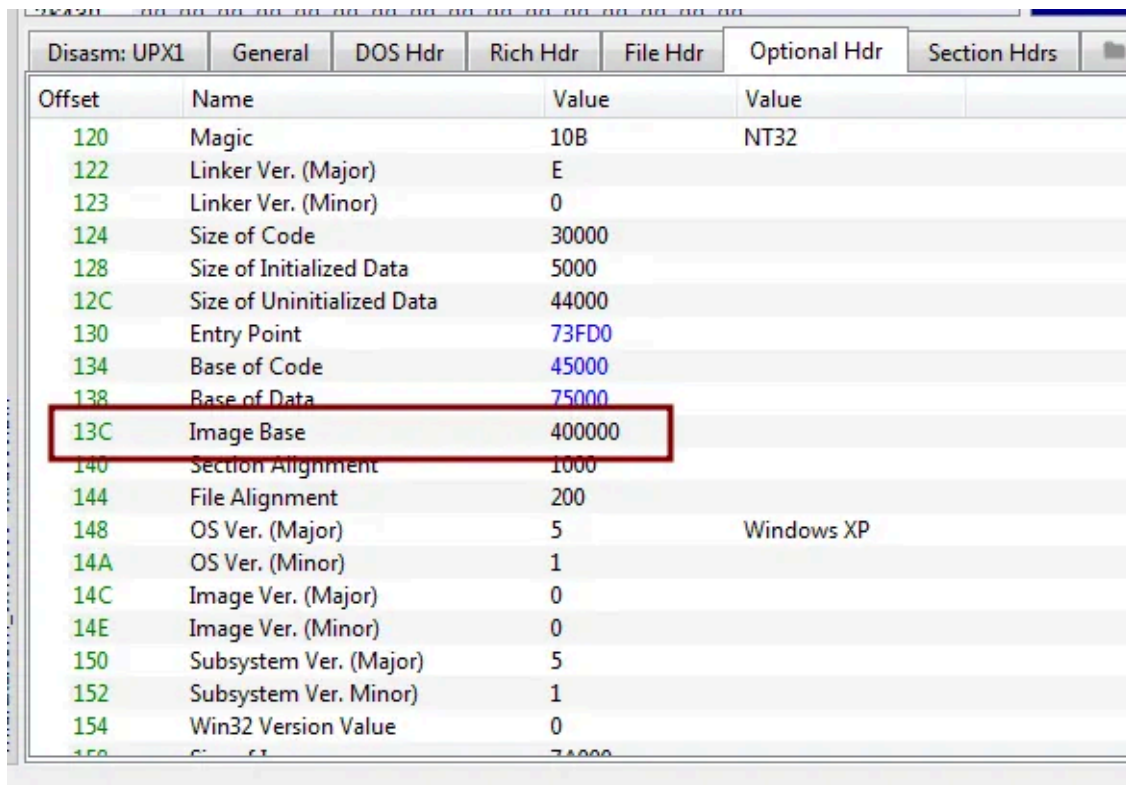 Disasm: UPX1 General DOS Hdr Rich Hdr File Hdr Optional Hdr Section Hdrs
Offset Name Value Value
120 Magic 10B NT32
122 Linker Ver. (Major) E
123 Linker Ver. (Minor) 0
124 Size of Code 30000
128 Size of Initialized Data 5000
12C Size of Uninitialized Data 44000
130 Entry Point 73FD0
134 Base of Code 45000
138 Base of Data 75000
13C Image Base 400000
140 Section Alignment 1000
144 File Alignment 200
148 OS Ver. (Major) 5 Windows XP
14A OS Ver. (Minor) 1
14C Image Ver. (Major) 0
14E Image Ver. (Minor) 0
150 Subsystem Ver. (Major) 5
152 Subsystem Ver. Minor) 1
154 Win32 Version Value 0